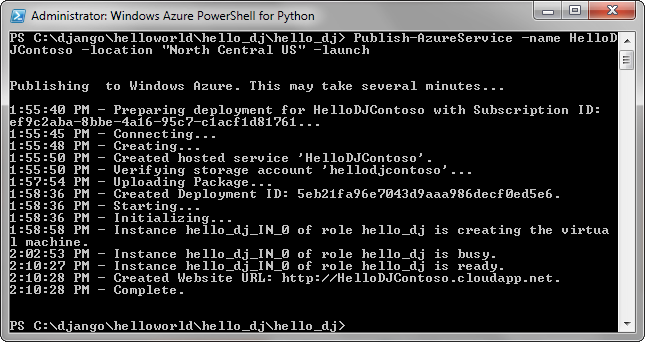 Administrator: Windows Azure PowerShell for Python
PS C:\django\helloworld\hello_dj\hello_dj> Publish-AzureService -name HelloD
JContoso -location "North Central US" -launch
Publishing  to Windows Azure. This may take several minutes...
1:55:40 PM - Preparing deployment for HelloDJContoso with Subscription ID:
ef9c2aba-8bbe-4a16-95c7-c1acf1d81761...
1:55:45 PM - Connecting...
1:55:48 PM - Creating...
1:55:50 PM - Created hosted service 'HelloDJContoso'.
1:55:50 PM - Verifying storage account 'hellodjcontoso'...
1:57:54 PM - Uploading Package...
1:58:36 PM - Created Deployment ID: 5eb21fa96e7043d9aaa986decf0ed5e6.
1:58:36 PM - Starting...
1:58:36 PM - Initializing...
1:58:58 PM - Instance hello_dj_IN_0 of role hello_dj is creating the virtua
l machine.
2:02:53 PM - Instance hello_dj_IN_0 of role hello_dj is busy.
2:10:27 PM - Instance hello_dj_IN_0 of role hello_dj is ready.
2:10:28 PM - Created Website URL: http://HelloDJContoso.cloudapp.net.
2:10:28 PM - Complete.
PS C:\django\helloworld\hello_dj\hello_dj>